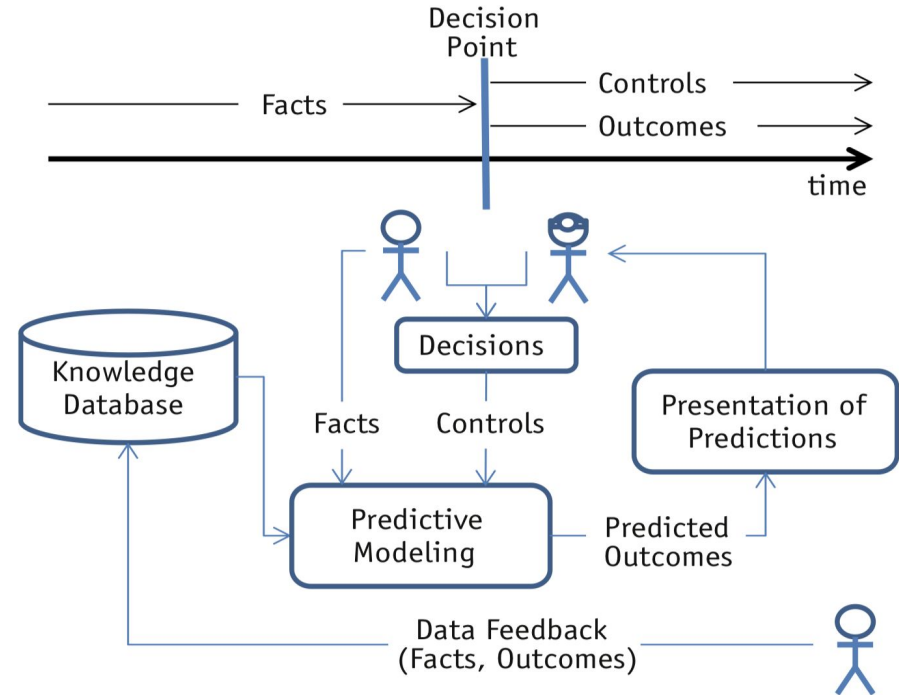 Decision
Point
Controls
Facts
Outcomes
time
Decisions
Knowledge
Database
Facts
Controls
Presentation of
Predictions
Predictive
Modeling
Predicted
Outcomes
Data Feedback
(Facts, Outcomes)